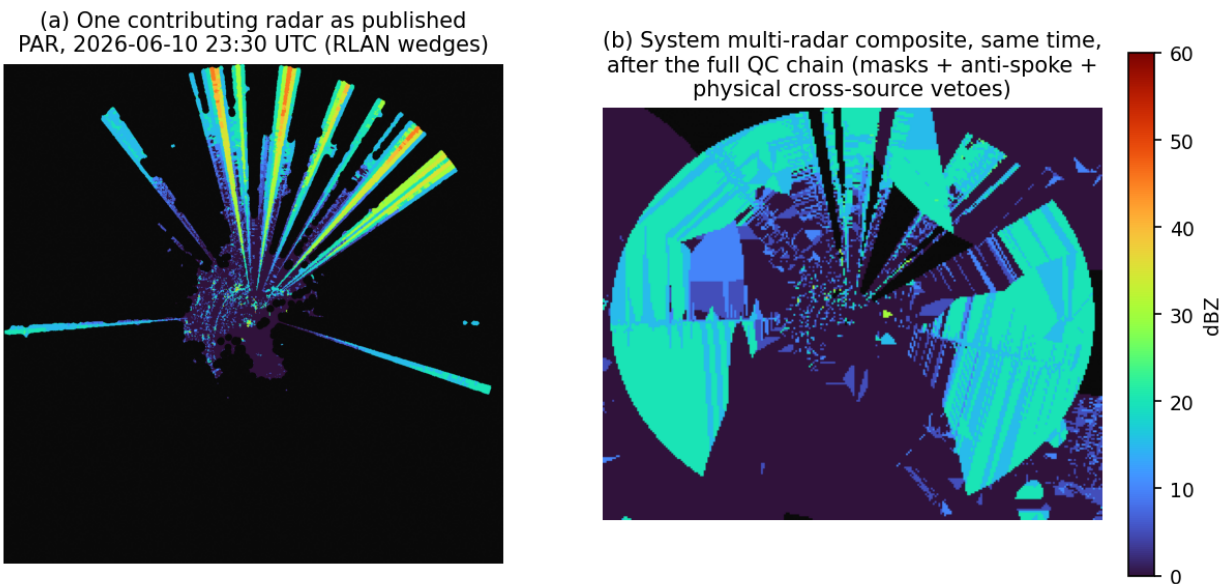 (a) One contributing radar as published
PAR, 2026-06-10 23:30 UTC (RLAN wedges)
(b) System multi-radar composite, same time,
after the full QC chain (masks + anti-spoke +
physical cross-source vetoes)
60
50
40
30
20
10
0
dBZ